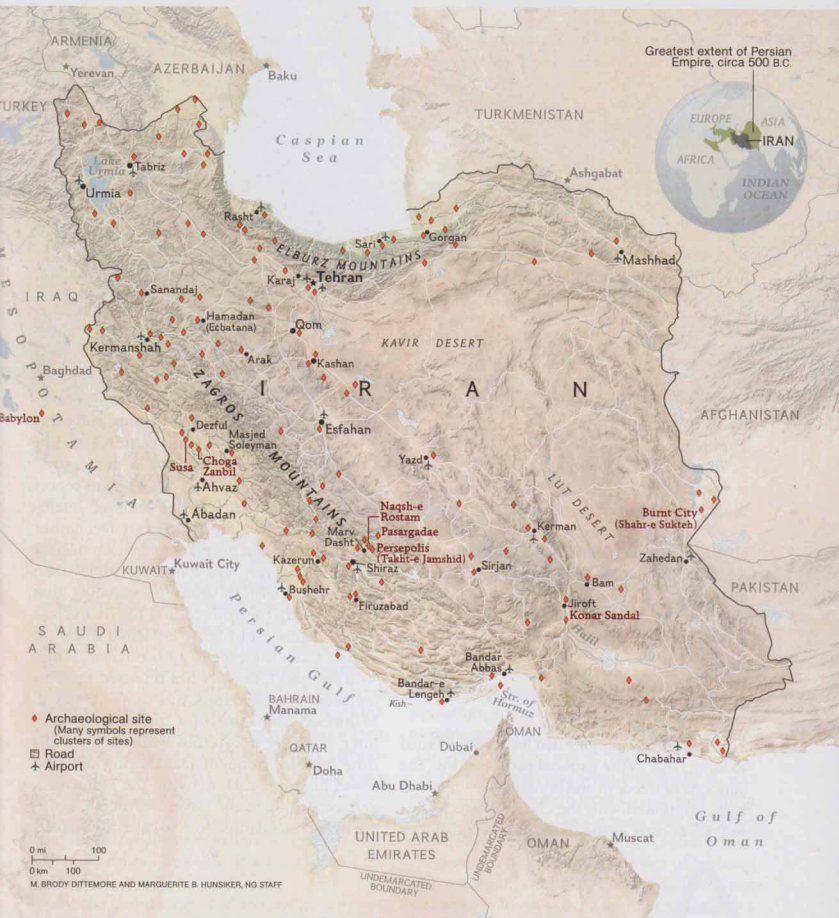 Greatest extent of Persian
Empire, circa 500 B.C.
EUROPE
ASIA
IRAN
AFRICA
INDIAN
OCEAN
ARMENIA
Yerevan
AZERBAIJAN
Baku
TURKEY
TURKMENISTAN
Caspian
Sea
Ashgabat
Lake
Urmia
Tabriz
Urmia
Rasht
Sari
Gorgan
ELBURZ MOUNTAINS
Mashhad
Karaj
Tehran
IRAQ
Sanandaj
Hamadan
(Ecbatana)
Qom
KAVIR DESERT
Kermanshah
Arak
Kashan
Baghdad
MESOPOTAMIA
ZAGROS MOUNTAINS
IRAN
AFGHANISTAN
Babylon
Dezful
Masjed
Soleyman
Esfahan
Susa
Choga
Zanbil
Yazd
LUT DESERT
Ahvaz
Abadan
Naqsh-e
Rostam
Pasargadae
Marv
Dasht
Persepolis
(Takht-e Jamshid)
Kerman
Burnt City
(Shahr-e Sukteh)
Zahedan
KUWAIT
Kuwait City
Kazerun
Shiraz
Sirjan
Bam
PAKISTAN
Bushehr
Firuzabad
Jiroft
Konar Sandal
Halil
SAUDI
ARABIA
Persian Gulf
Bandar
Abbas
Bandar-e
Lengeh
Kish
Str. of
Hormuz
BAHRAIN
Manama
OMAN
QATAR
Doha
Dubai
Chabahar
Abu Dhabi
Gulf of
Oman
UNITED ARAB
EMIRATES
UNDEMARCATED
BOUNDARY
OMAN
Muscat
UNDEMARCATED
BOUNDARY
Archaeological site
(Many symbols represent
clusters of sites)
Road
Airport
0 mi 100
0 km 100
M. BRODY DITTEMORE AND MARGUERITE B. HUNSIKER, NG STAFF